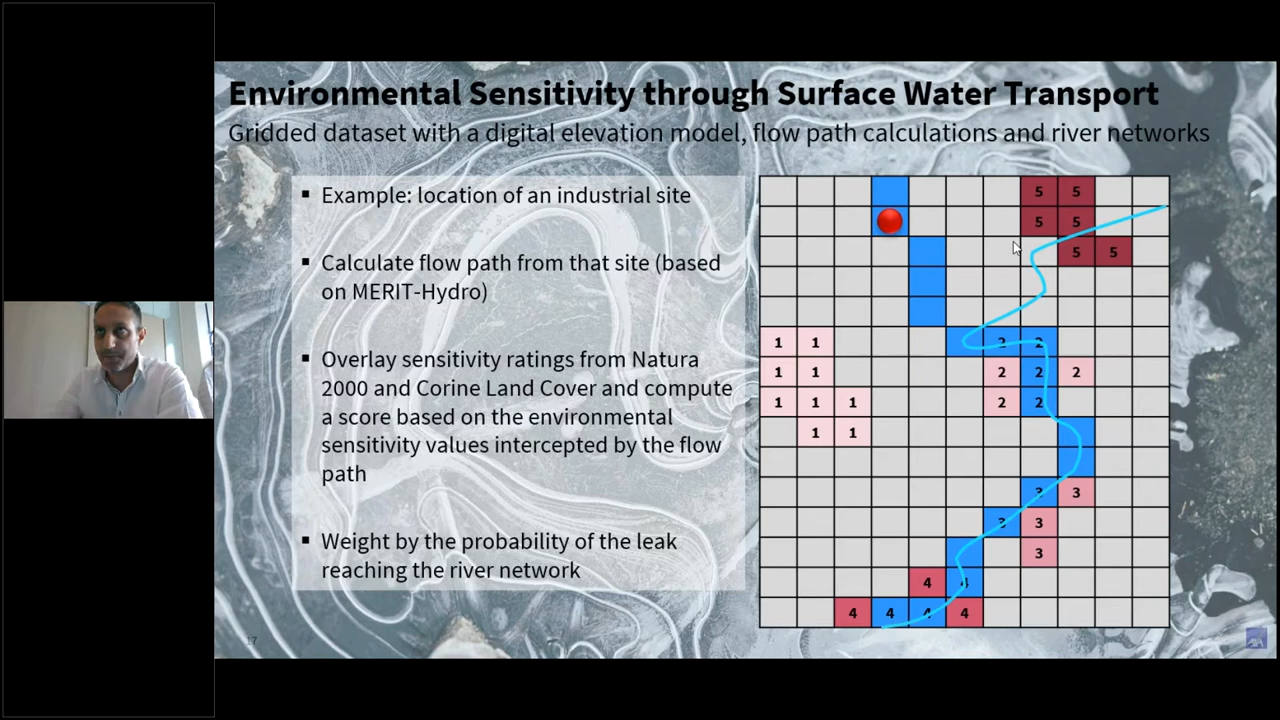 Environmental Sensitivity through Surface Water Transport
Gridded dataset with a digital elevation model, flow path calculations and river networks
▪ Example: location of an industrial site
▪ Calculate flow path from that site (based
on MERIT-Hydro)
▪ Overlay sensitivity ratings from Natura
2000 and Corine Land Cover and compute
a score based on the environmental
sensitivity values intercepted by the flow
path
▪ Weight by the probability of the leak
reaching the river network
5 5
5 5
5 5
1 1 2 2
1 1 2 2 2
1 1 1 2 2
1 1
3 3
3 3
3
4 4
4 4 4 4
17
AXA